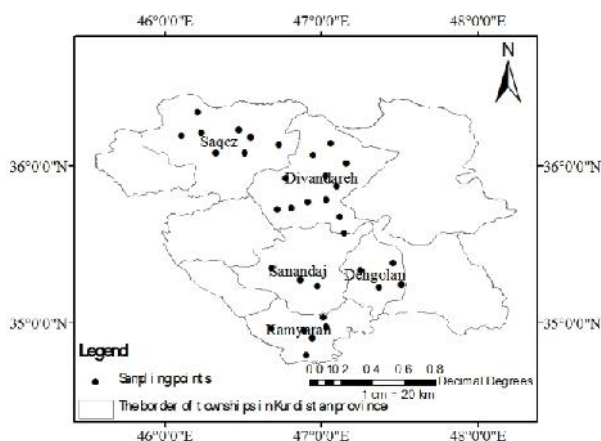 46°0'0"E 47°0'0"E 48°0'0"E
N
Saqez
36°0'0"N 36°0'0"N
Divandareh
Sanandaj Dehgolan
35°0'0"N 35°0'0"N
Kamyaran
Legend
Sampling points
0 0.10.2 0.4 0.6 0.8
Decimal Degrees
1 cm = 20 km
The border of townships in Kurdistan province
46°0'0"E 47°0'0"E 48°0'0"E